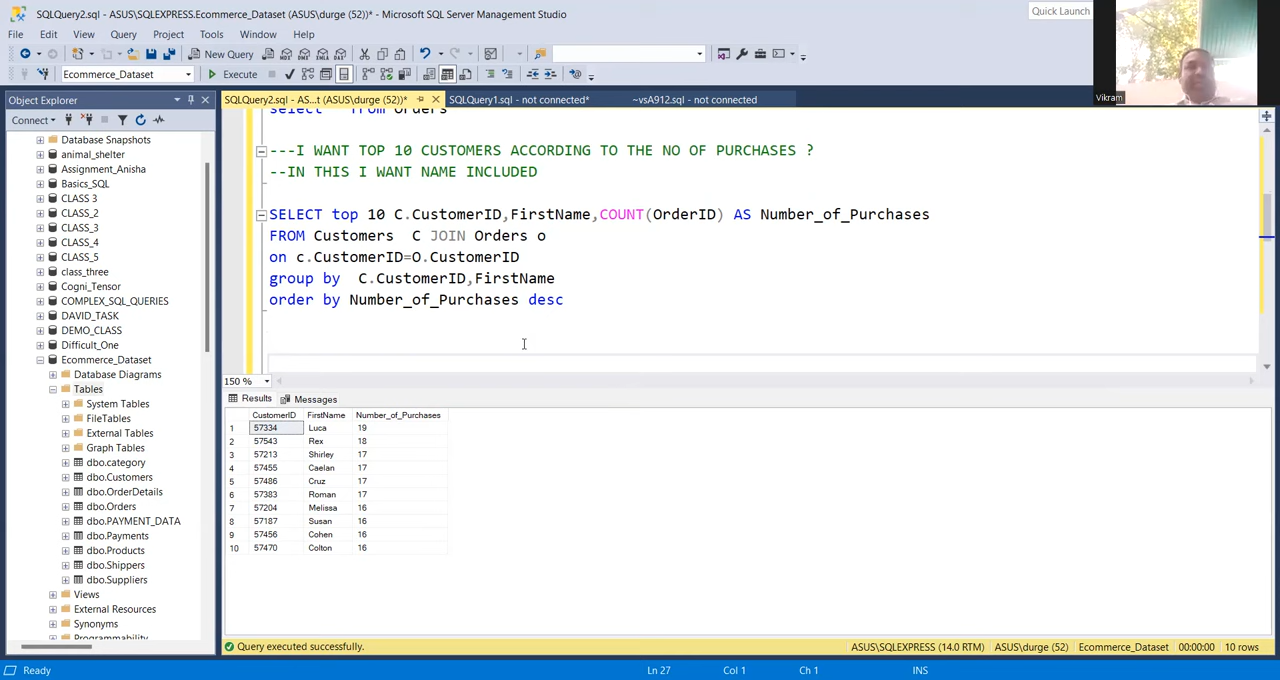 SQLQuery2.sql - ASUS\SQLEXPRESS.Ecommerce_Dataset (ASUS\durge (52))* - Microsoft SQL Server Management Studio
Quick Launch
File Edit View Query Project Tools Window Help
New Query
Ecommerce_Dataset Execute
Vikram
Object Explorer
SQLQuery2.sql - AS...t (ASUS\durge (52))* SQLQuery1.sql - not connected* ~vsA912.sql - not connected
Connect
Database Snapshots
animal_shelter
Assignment_Anisha
Basics_SQL
CLASS 3
CLASS_2
CLASS_3
CLASS_4
CLASS_5
class_three
Cogni_Tensor
COMPLEX_SQL_QUERIES
DAVID_TASK
DEMO_CLASS
Difficult_One
Ecommerce_Dataset
Database Diagrams
Tables
System Tables
FileTables
External Tables
Graph Tables
dbo.category
dbo.Customers
dbo.OrderDetails
dbo.Orders
dbo.PAYMENT_DATA
dbo.Payments
dbo.Products
dbo.Shippers
dbo.Suppliers
Views
External Resources
Synonyms
Programmability
select * from Orders
---I WANT TOP 10 CUSTOMERS ACCORDING TO THE NO OF PURCHASES ?
--IN THIS I WANT NAME INCLUDED
SELECT top 10 C.CustomerID,FirstName,COUNT(OrderID) AS Number_of_Purchases
FROM Customers C JOIN Orders o
on c.CustomerID=O.CustomerID
group by C.CustomerID,FirstName
order by Number_of_Purchases desc
150 %
Results Messages
CustomerID FirstName Number_of_Purchases
1 57334 Luca 19
2 57543 Rex 18
3 57213 Shirley 17
4 57455 Caelan 17
5 57486 Cruz 17
6 57383 Roman 17
7 57204 Melissa 16
8 57187 Susan 16
9 57456 Cohen 16
10 57470 Colton 16
Query executed successfully. ASUS\SQLEXPRESS (14.0 RTM) ASUS\durge (52) Ecommerce_Dataset 00:00:00 10 rows
Ready Ln 27 Col 1 Ch 1 INS